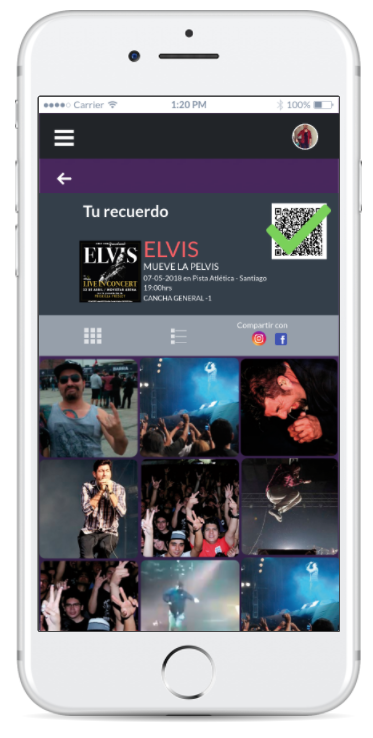 Carrier 1:20 PM 100%
Tu recuerdo
ELVIS
LIVE IN CONCERT
ELVIS
MUEVE LA PELVIS
07-05-2018 en Pista Atlética - Santiago
19:00hrs
CANCHA GENERAL -1
Compartir con